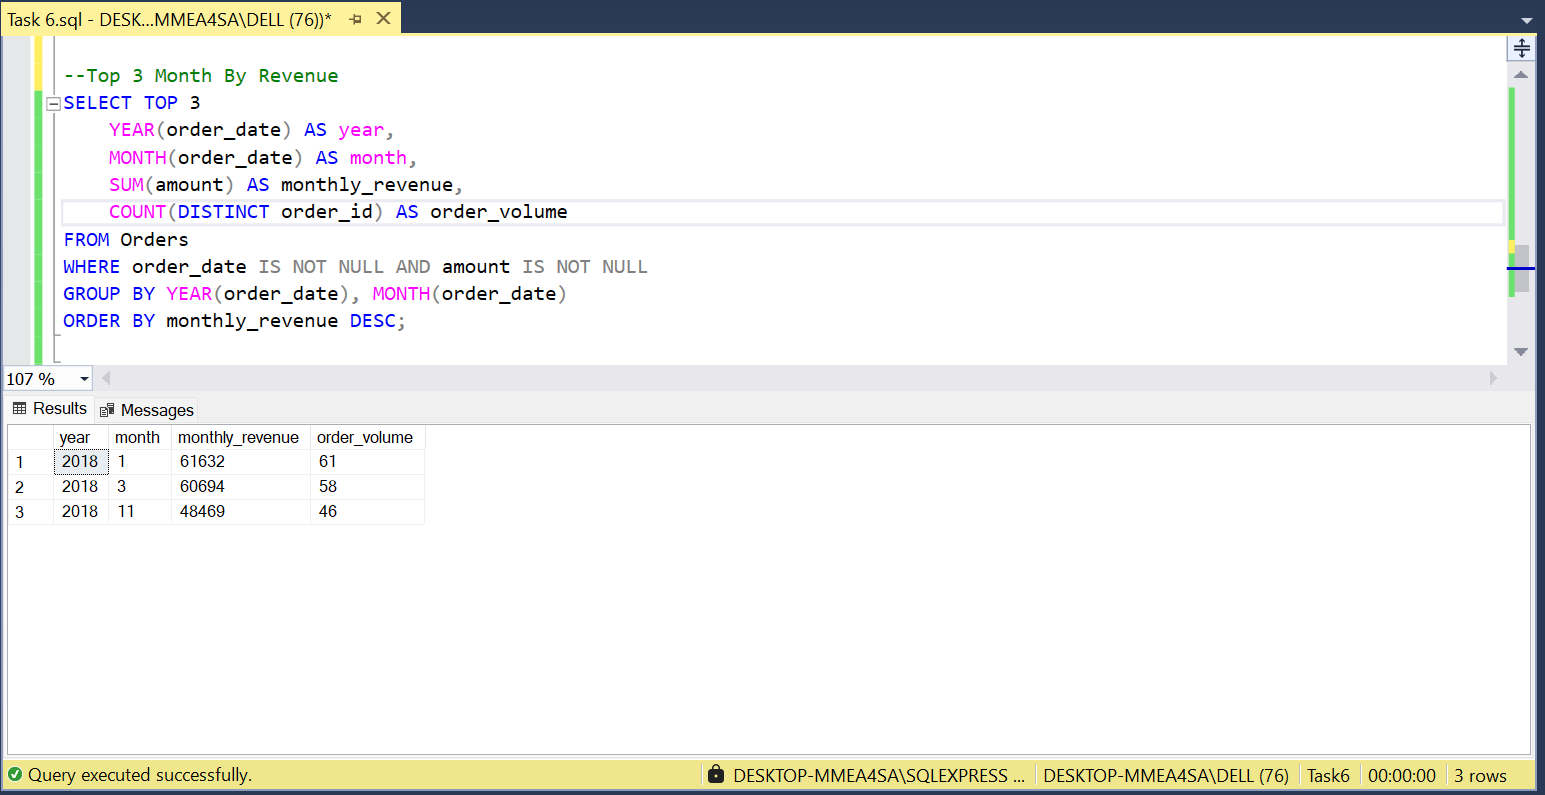 Task 6.sql - DESK...MMEA4SA\DELL (76))*
--Top 3 Month By Revenue
SELECT TOP 3
YEAR(order_date) AS year,
MONTH(order_date) AS month,
SUM(amount) AS monthly_revenue,
COUNT(DISTINCT order_id) AS order_volume
FROM Orders
WHERE order_date IS NOT NULL AND amount IS NOT NULL
GROUP BY YEAR(order_date), MONTH(order_date)
ORDER BY monthly_revenue DESC;
107 %
Results Messages
year month monthly_revenue order_volume
1 2018 1 61632 61
2 2018 3 60694 58
3 2018 11 48469 46
Query executed successfully. DESKTOP-MMEA4SA\SQLEXPRESS ... DESKTOP-MMEA4SA\DELL (76) Task6 00:00:00 3 rows